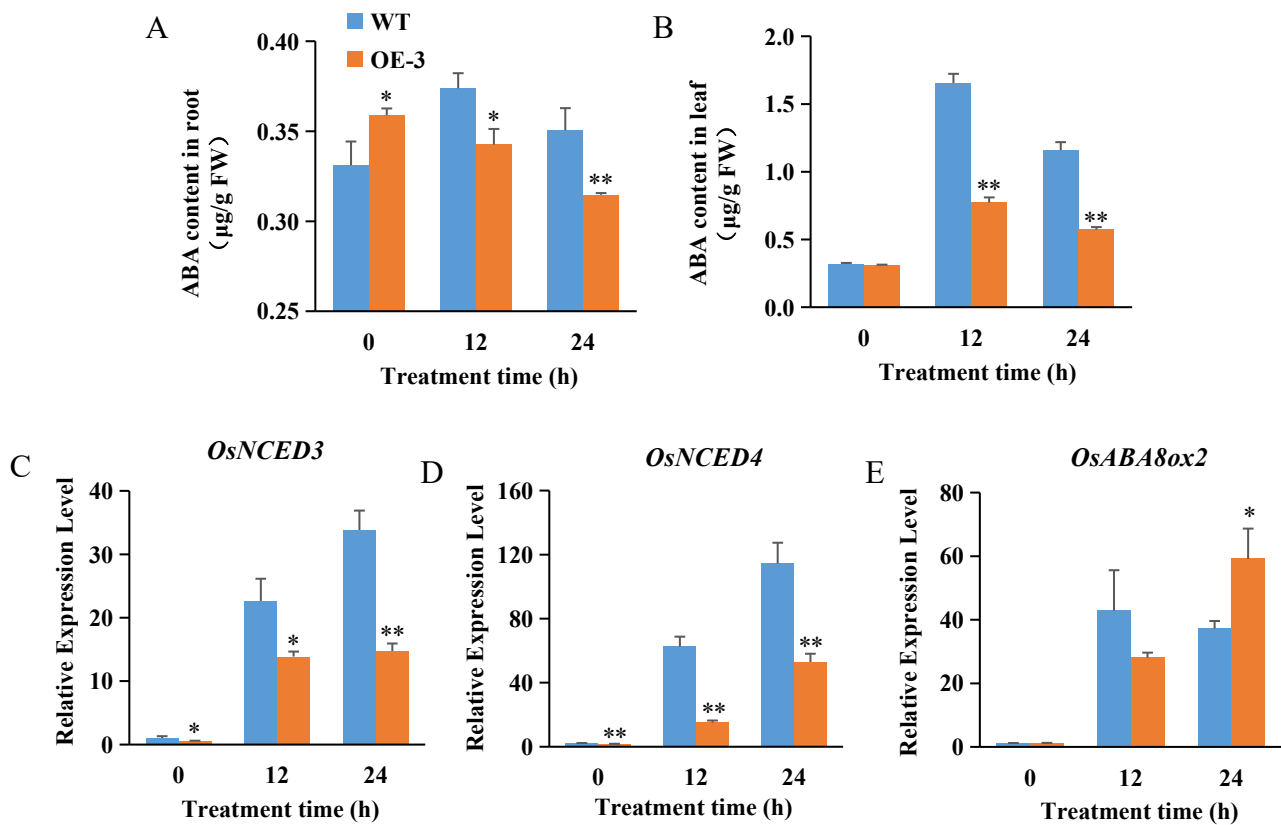 A
WT
OE-3
ABA content in root
（μg/g FW）
0.40
0.35
0.30
0.25
*
*
**
0
12
24
Treatment time (h)
B
ABA content in leaf
（μg/g FW）
2.0
1.5
1.0
0.5
0.0
**
**
0
12
24
Treatment time (h)
C
OsNCED3
Relative Expression Level
40
30
20
10
0
*
*
**
0
12
24
Treatment time (h)
D
OsNCED4
Relative Expression Level
160
120
80
40
0
**
**
**
0
12
24
Treatment time (h)
E
OsABA8ox2
Relative Expression Level
80
60
40
20
0
*
0
12
24
Treatment time (h)